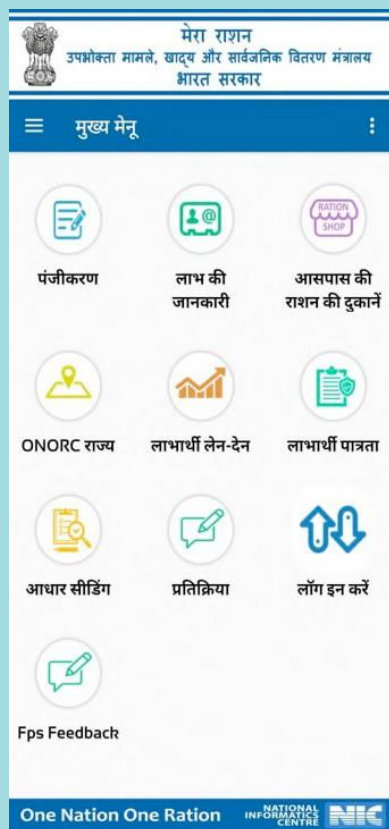 मेरा राशन
उपभोक्ता मामले, खाद्य और सार्वजनिक वितरण मंत्रालय
भारत सरकार
मुख्य मेनू
पंजीकरण
लाभ की
जानकारी
RATION
SHOP
आसपास की
राशन की दुकानें
ONORC राज्य
लाभार्थी लेन-देन
लाभार्थी पात्रता
आधार सीडिंग
प्रतिक्रिया
लॉग इन करें
Fps Feedback
One Nation One Ration
NATIONAL
INFORMATICS
CENTRE
NIC